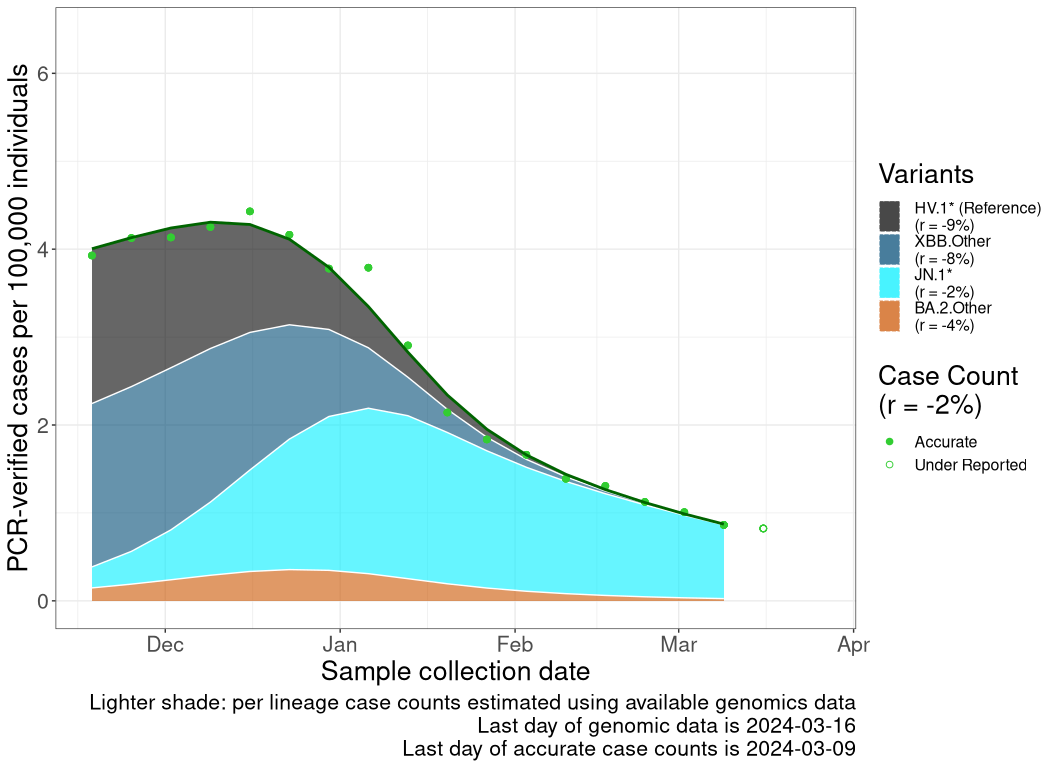 PCR-verified cases per 100,000 individuals
6
4
2
0
Dec Jan Feb Mar Apr
Sample collection date
Lighter shade: per lineage case counts estimated using available genomics data
Last day of genomic data is 2024-03-16
Last day of accurate case counts is 2024-03-09
Variants
HV.1* (Reference)
(r = -9%)
XBB.Other
(r = -8%)
JN.1*
(r = -2%)
BA.2.Other
(r = -4%)
Case Count
(r = -2%)
Accurate
Under Reported